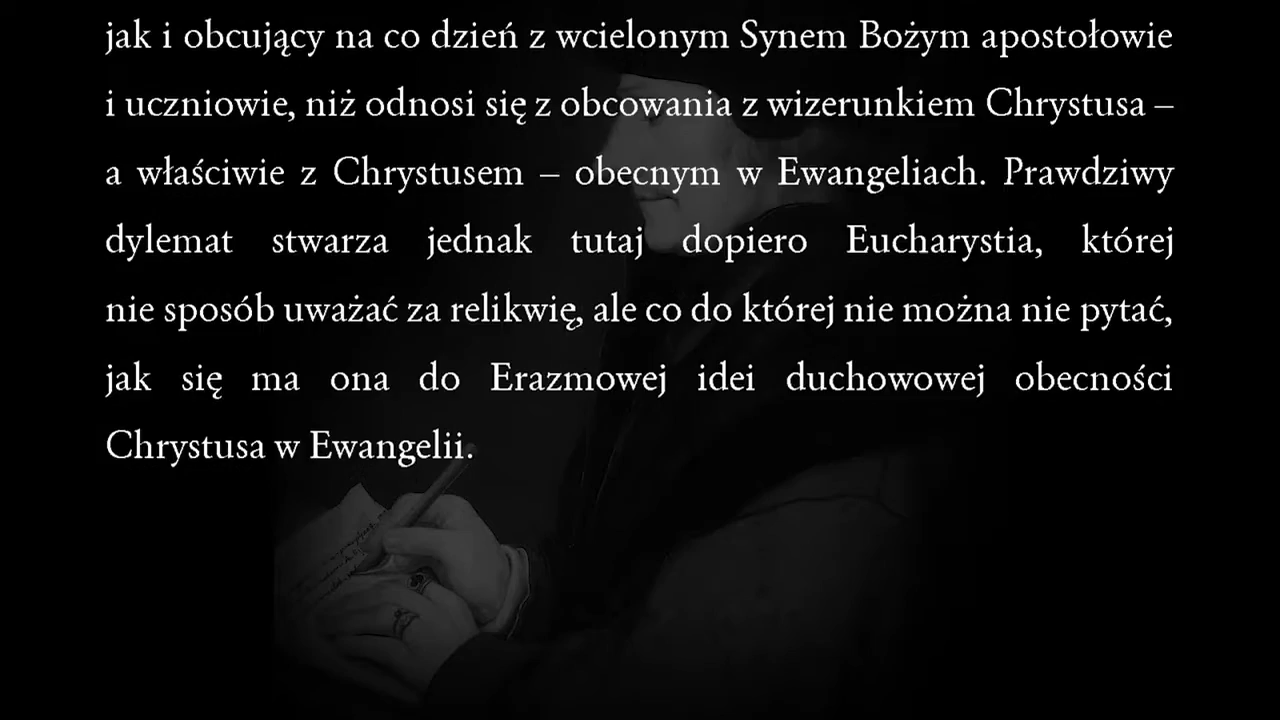 jak i obcujący na co dzień z wcielonym Synem Bożym apostołowie
i uczniowie, niż odnosi się z obcowania z wizerunkiem Chrystusa –
a właściwie z Chrystusem – obecnym w Ewangeliach. Prawdziwy
dylemat stwarza jednak tutaj dopiero Eucharystia, której
nie sposób uważać za relikwię, ale co do której nie można nie pytać,
jak się ma ona do Erazmowej idei duchowowej obecności
Chrystusa w Ewangelii.